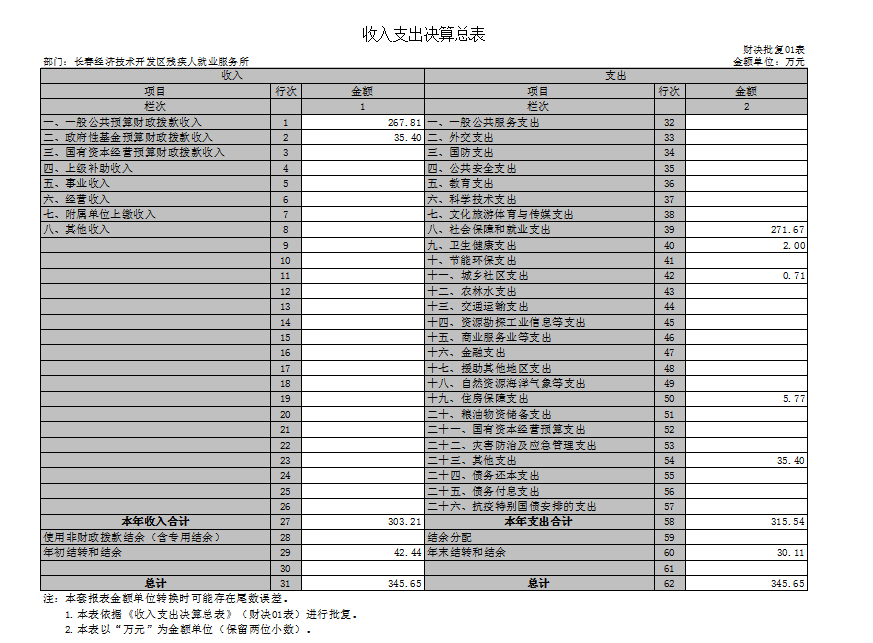 收入支出决算总表
财决批复01表
部门：长春经济技术开发区残疾人就业服务所 金额单位：万元
收入 支出
项目 行次 金额 项目 行次 金额
栏次 1 栏次 2
一、一般公共预算财政拨款收入 1 267.81 一、一般公共服务支出 32
二、政府性基金预算财政拨款收入 2 35.40 二、外交支出 33
三、国有资本经营预算财政拨款收入 3 三、国防支出 34
四、上级补助收入 4 四、公共安全支出 35
五、事业收入 5 五、教育支出 36
六、经营收入 6 六、科学技术支出 37
七、附属单位上缴收入 7 七、文化旅游体育与传媒支出 38
八、其他收入 8 八、社会保障和就业支出 39 271.67
9 九、卫生健康支出 40 2.00
10 十、节能环保支出 41
11 十一、城乡社区支出 42 0.71
12 十二、农林水支出 43
13 十三、交通运输支出 44
14 十四、资源勘探工业信息等支出 45
15 十五、商业服务业等支出 46
16 十六、金融支出 47
17 十七、援助其他地区支出 48
18 十八、自然资源海洋气象等支出 49
19 十九、住房保障支出 50 5.77
20 二十、粮油物资储备支出 51
21 二十一、国有资本经营预算支出 52
22 二十二、灾害防治及应急管理支出 53
23 二十三、其他支出 54 35.40
24 二十四、债务还本支出 55
25 二十五、债务付息支出 56
26 二十六、抗疫特别国债安排的支出 57
本年收入合计 27 303.21 本年支出合计 58 315.54
使用非财政拨款结余（含专用结余） 28 结余分配 59
年初结转和结余 29 42.44 年末结转和结余 60 30.11
30 61
总计 31 345.65 总计 62 345.65
注：本套报表金额单位转换时可能存在尾数误差。
1.本表依据《收入支出决算总表》（财决01表）进行批复。
2.本表以“万元”为金额单位（保留两位小数）.